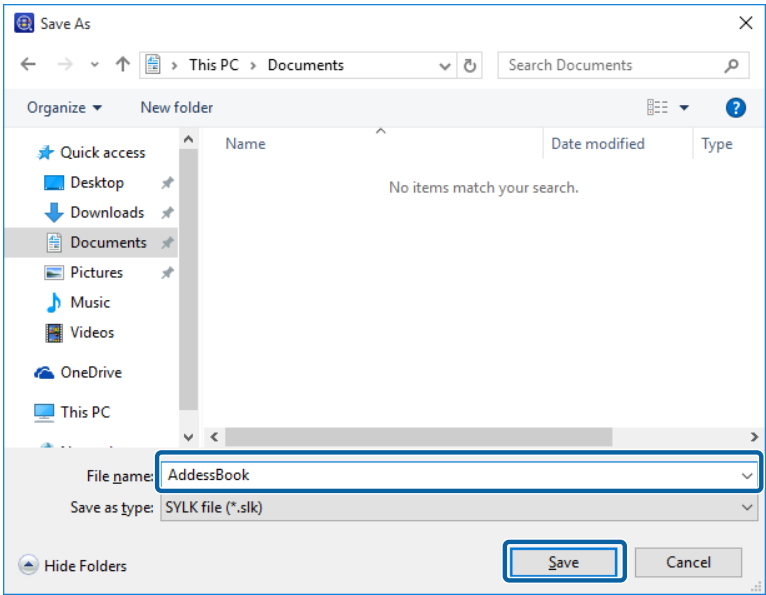 Save As
This PC > Documents
Search Documents
Organize
New folder
?
Name
Date modified
Type
Quick access
No items match your search.
Desktop
Downloads
Documents
Pictures
Music
Videos
OneDrive
This PC
File name: AddessBook
Save as type: SYLK file (*.slk)
Hide Folders
Save
Cancel